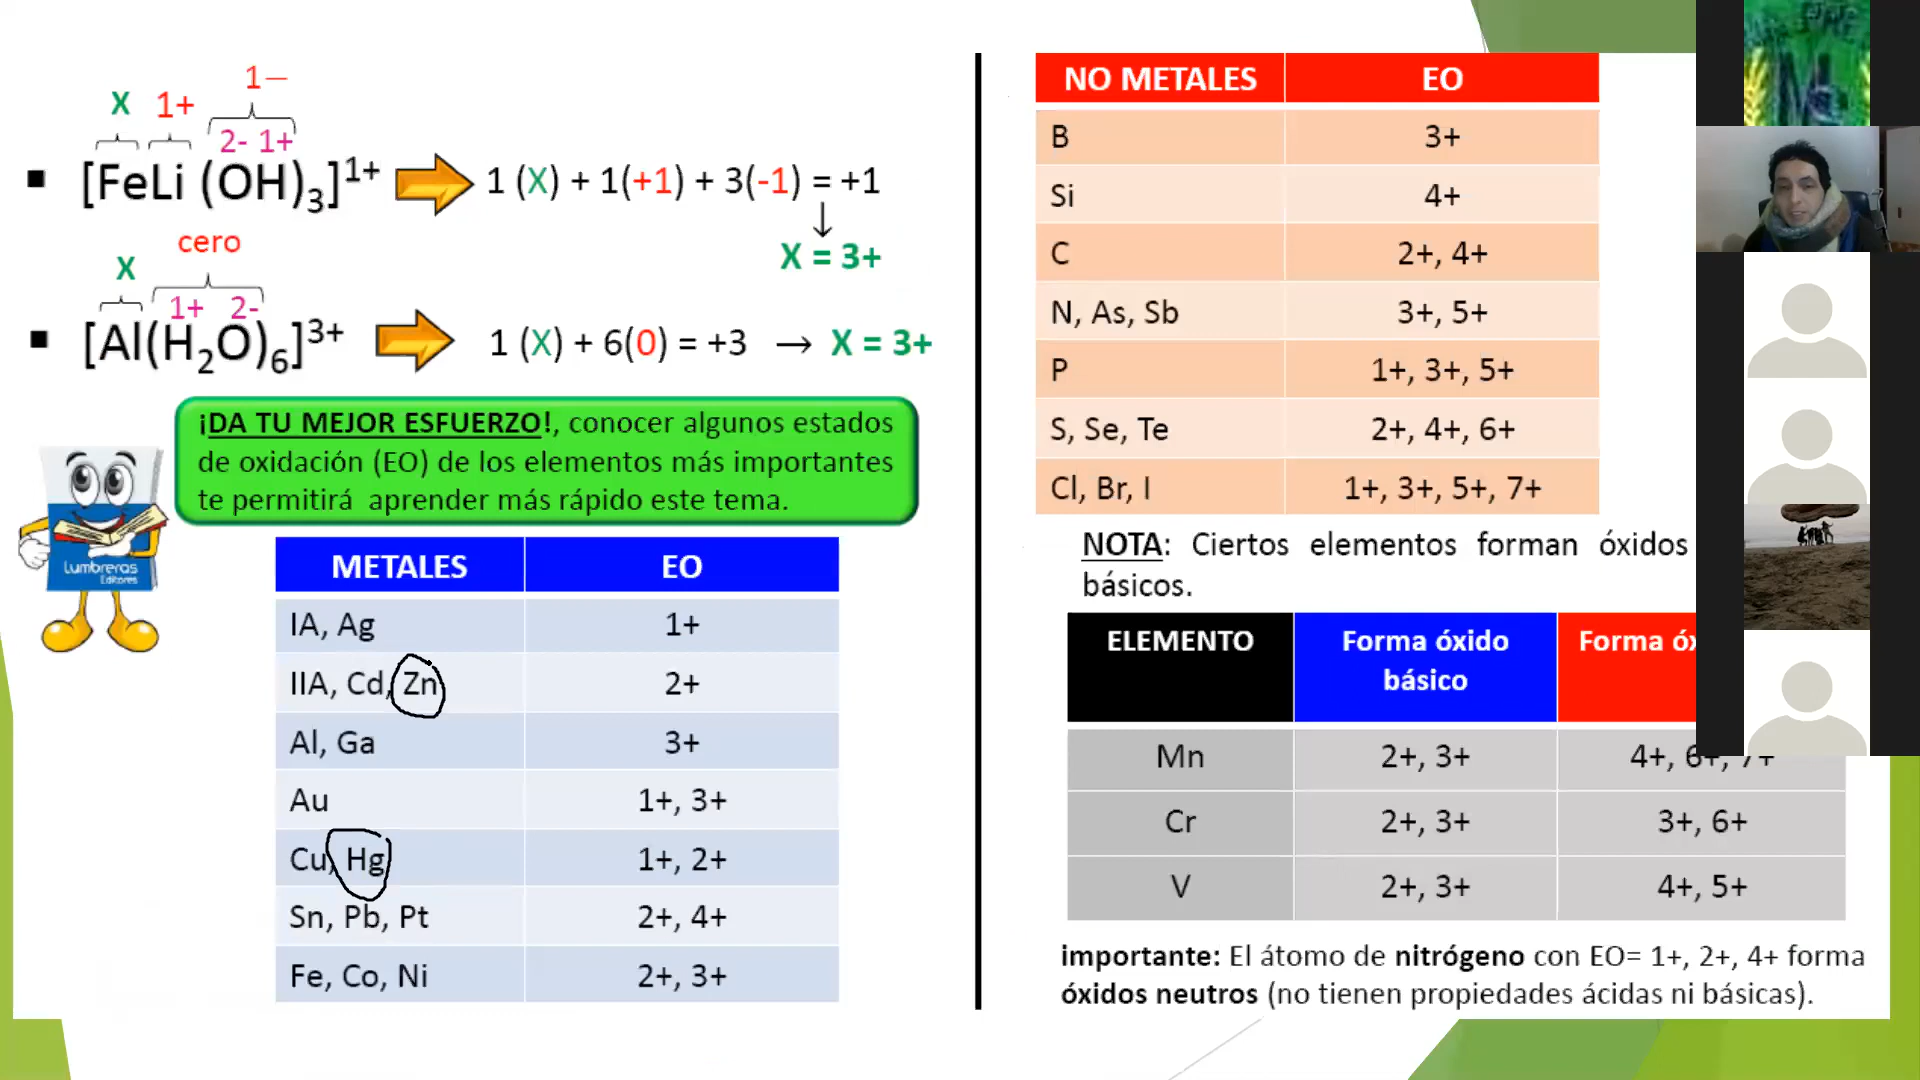 X 1+ 1−
2- 1+
▪ [FeLi (OH)₃]¹⁺ 1 (X) + 1(+1) + 3(-1) = +1
↓
X = 3+
cero
X
1+ 2-
▪ [Al(H₂O)₆]³⁺ 1 (X) + 6(0) = +3 → X = 3+
¡DA TU MEJOR ESFUERZO!, conocer algunos estados
de oxidación (EO) de los elementos más importantes
te permitirá aprender más rápido este tema.
Lumbreras
Editores
METALES EO
IA, Ag 1+
IIA, Cd, Zn 2+
Al, Ga 3+
Au 1+, 3+
Cu, Hg 1+, 2+
Sn, Pb, Pt 2+, 4+
Fe, Co, Ni 2+, 3+
NO METALES EO
B 3+
Si 4+
C 2+, 4+
N, As, Sb 3+, 5+
P 1+, 3+, 5+
S, Se, Te 2+, 4+, 6+
Cl, Br, I 1+, 3+, 5+, 7+
NOTA: Ciertos elementos forman óxidos
básicos.
ELEMENTO Forma óxido Forma
básico
Mn 2+, 3+ 4+, 6+, 7+
Cr 2+, 3+ 3+, 6+
V 2+, 3+ 4+, 5+
importante: El átomo de nitrógeno con EO= 1+, 2+, 4+ forma
óxidos neutros (no tienen propiedades ácidas ni básicas).